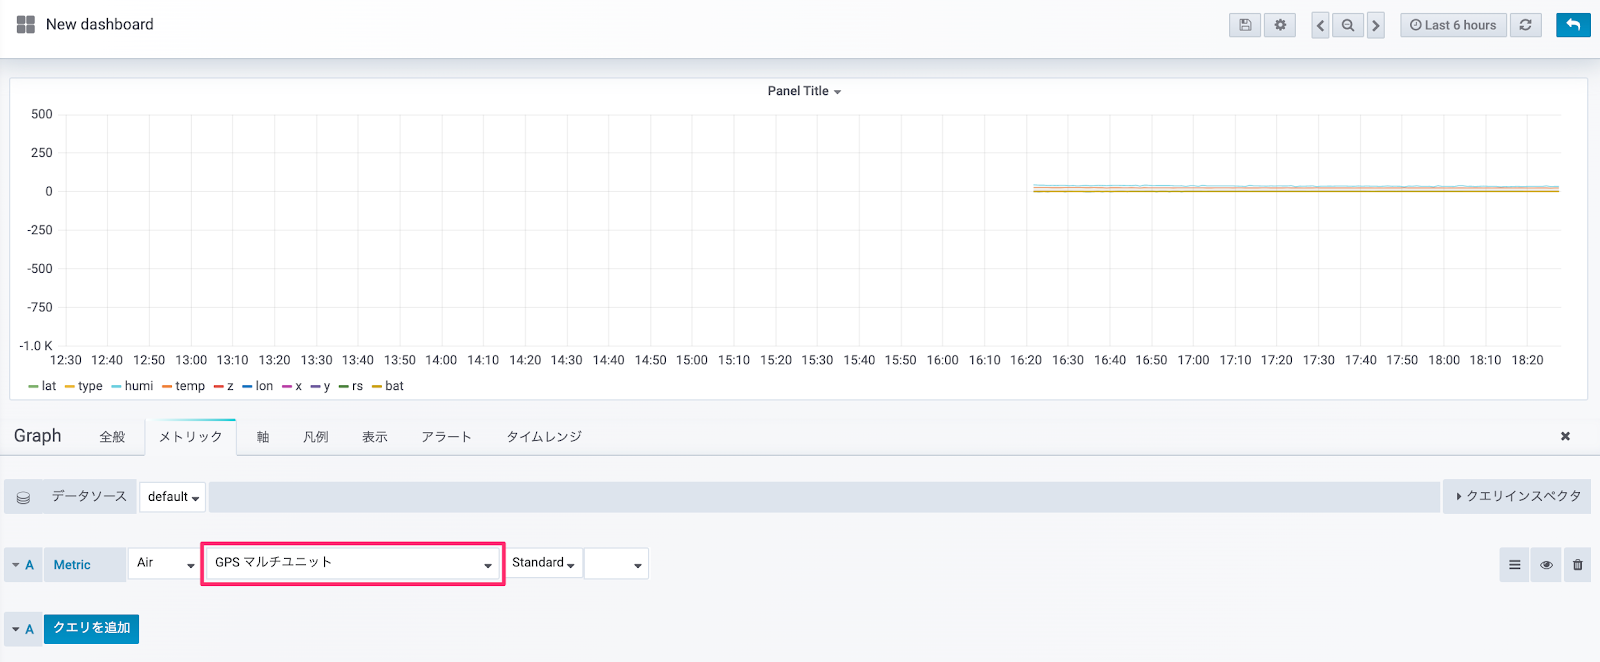 New dashboard
Last 6 hours
Panel Title
500
250
0
-250
-500
-750
-1.0 K
12:30 12:40 12:50 13:00 13:10 13:20 13:30 13:40 13:50 14:00 14:10 14:20 14:30 14:40 14:50 15:00 15:10 15:20 15:30 15:40 15:50 16:00 16:10 16:20 16:30 16:40 16:50 17:00 17:10 17:20 17:30 17:40 17:50 18:00 18:10 18:20
lat type humi temp z lon x y rs bat
Graph 全般 メトリック 軸 凡例 表示 アラート タイムレンジ
データソース default クエリインスペクタ
A Metric Air GPS マルチユニット Standard
A クエリを追加